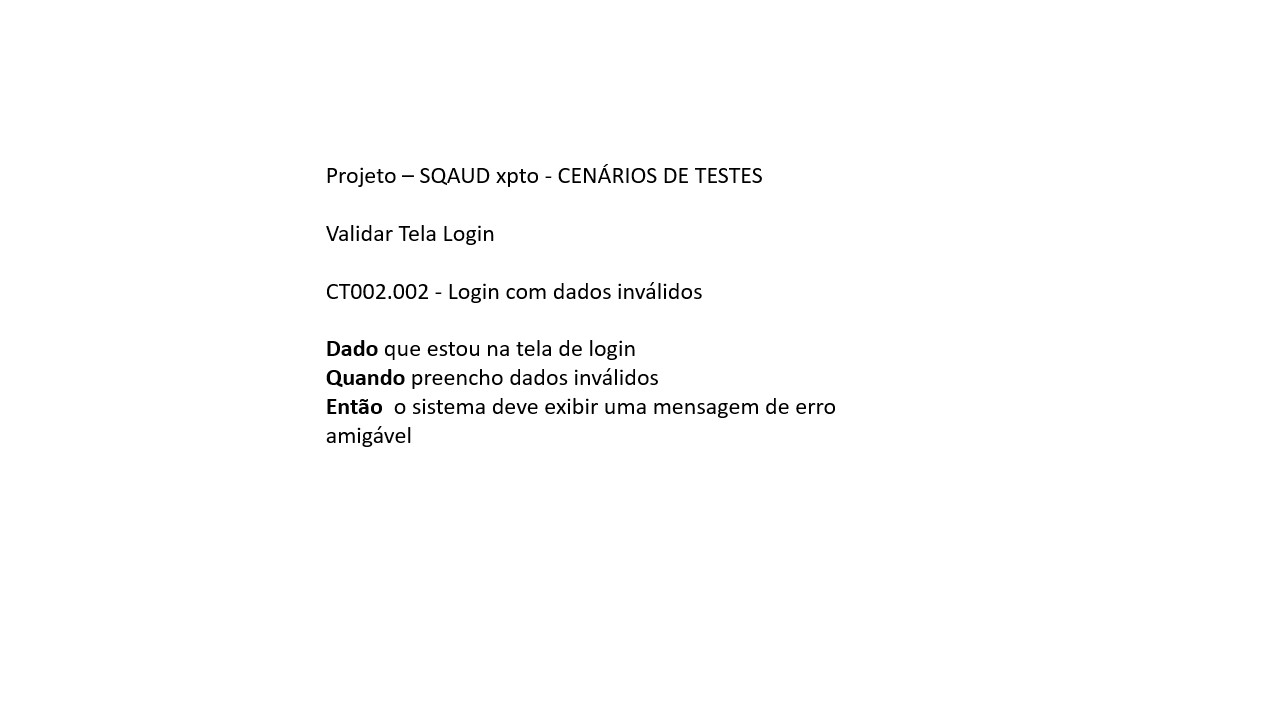 Projeto – SQAUD xpto - CENÁRIOS DE TESTES
Validar Tela Login
CT002.002 - Login com dados inválidos
Dado que estou na tela de login
Quando preencho dados inválidos
Então  o sistema deve exibir uma mensagem de erro
amigável